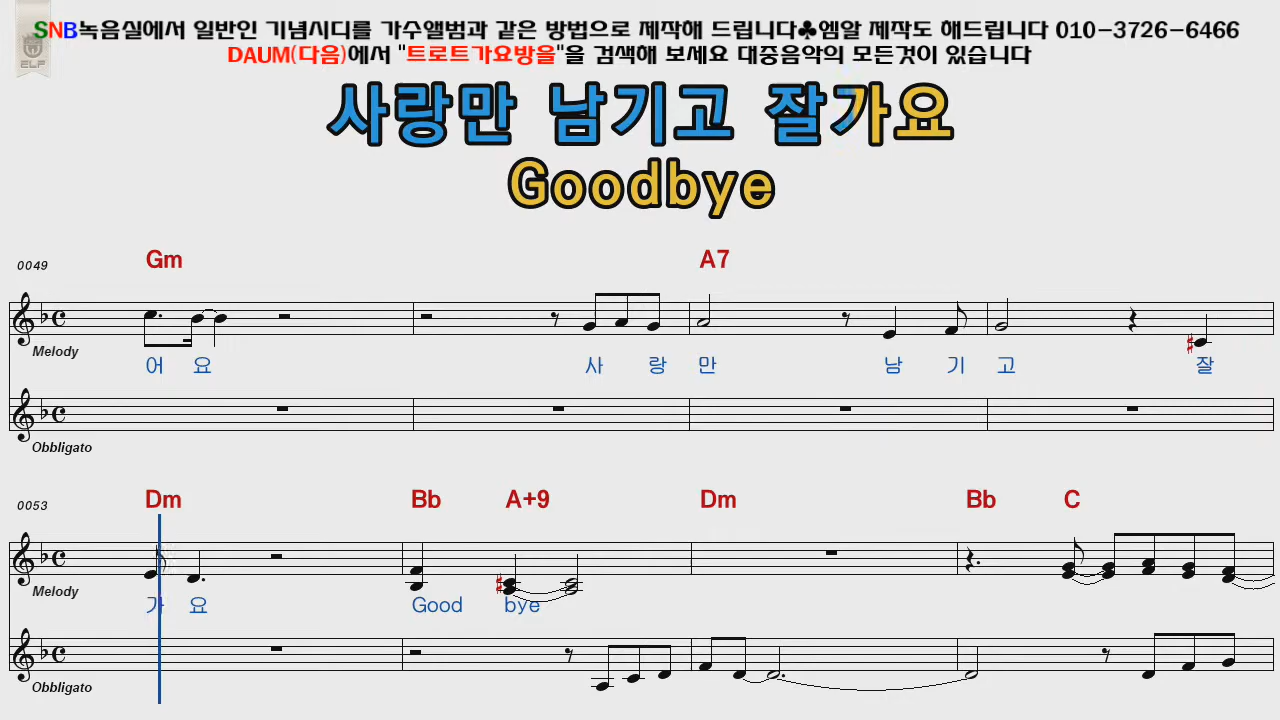 SNB녹음실에서 일반인 기념시디를 가수앨범과 같은 방법으로 제작해 드립니다♣엠알 제작도 해드립니다 010-3726-6466
DAUM(다음)에서 "트로트가요방울"을 검색해 보세요 대중음악의 모든것이 있습니다
ELF
사랑만 남기고 잘가요
Goodbye
0049 Gm A7
Melody
어 요 사 랑 만 남 기 고 잘
Obbligato
0053 Dm Bb A+9 Dm Bb C
Melody
가 요 Good bye
Obbligato